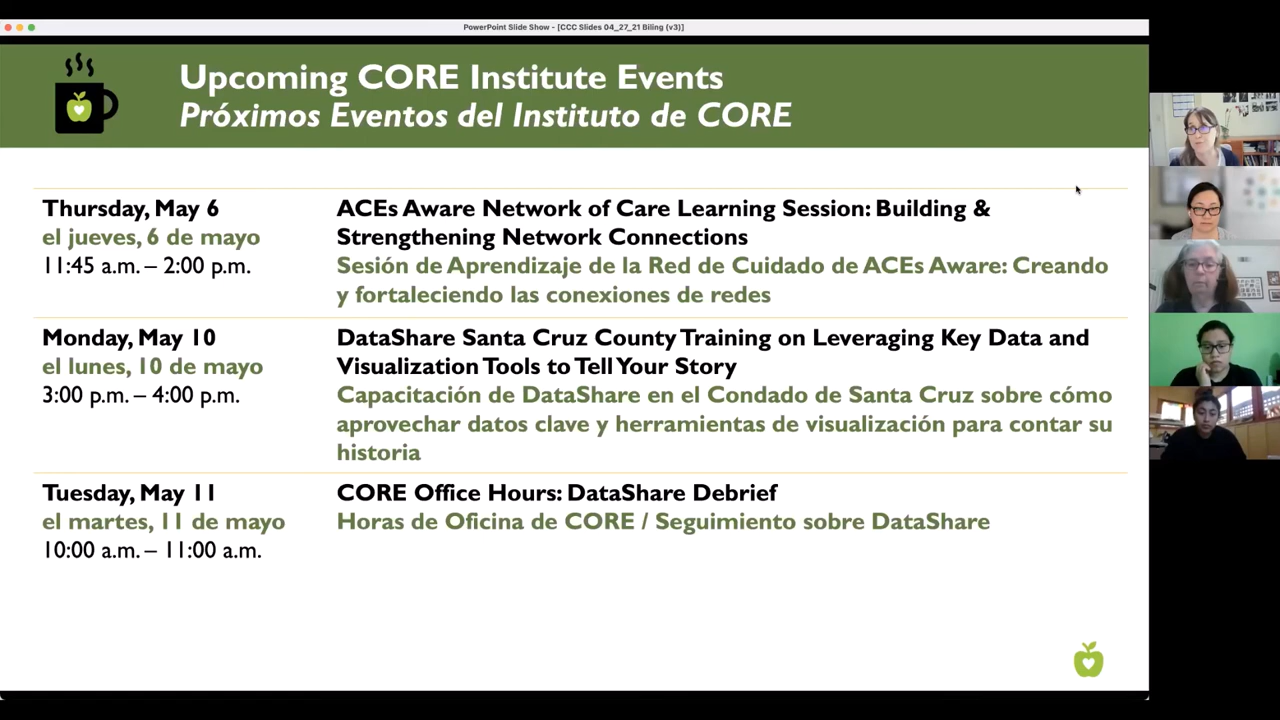 PowerPoint Slide Show - [CCC Slides 04_27_21 Biling (v3)]
Upcoming CORE Institute Events
Próximos Eventos del Instituto de CORE
Thursday, May 6
el jueves, 6 de mayo
11:45 a.m. – 2:00 p.m.
ACEs Aware Network of Care Learning Session: Building &
Strengthening Network Connections
Sesión de Aprendizaje de la Red de Cuidado de ACEs Aware: Creando
y fortaleciendo las conexiones de redes
Monday, May 10
el lunes, 10 de mayo
3:00 p.m. – 4:00 p.m.
DataShare Santa Cruz County Training on Leveraging Key Data and
Visualization Tools to Tell Your Story
Capacitación de DataShare en el Condado de Santa Cruz sobre cómo
aprovechar datos clave y herramientas de visualización para contar su
historia
Tuesday, May 11
el martes, 11 de mayo
10:00 a.m. – 11:00 a.m.
CORE Office Hours: DataShare Debrief
Horas de Oficina de CORE / Seguimiento sobre DataShare